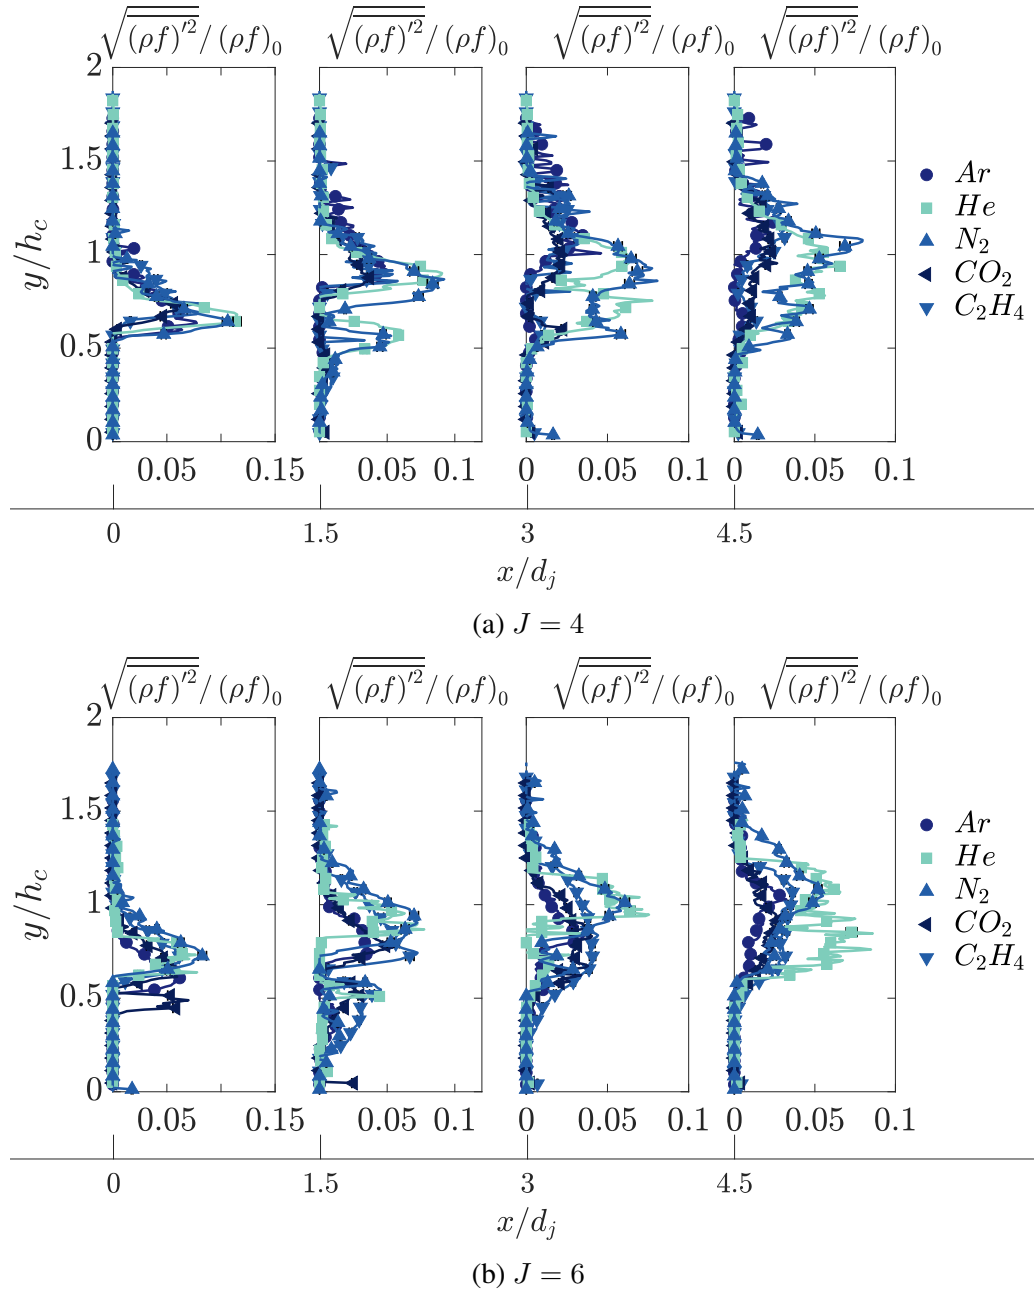 √(ρf)′² / (ρf)₀ √(ρf)′² / (ρf)₀ √(ρf)′² / (ρf)₀ √(ρf)′² / (ρf)₀
2
1.5
1
0.5
0
y/h_c
0.05 0.15 0 0.05 0.1 0 0.05 0.1 0 0.05 0.1
0 1.5 3 4.5
x/d_j
Ar
He
N₂
CO₂
C₂H₄
(a) J = 4
√(ρf)′² / (ρf)₀ √(ρf)′² / (ρf)₀ √(ρf)′² / (ρf)₀ √(ρf)′² / (ρf)₀
2
1.5
1
0.5
0
y/h_c
0.05 0.1 0 0.05 0.1 0 0.05 0.1 0 0.05 0.1
0 1.5 3 4.5
x/d_j
Ar
He
N₂
CO₂
C₂H₄
(b) J = 6